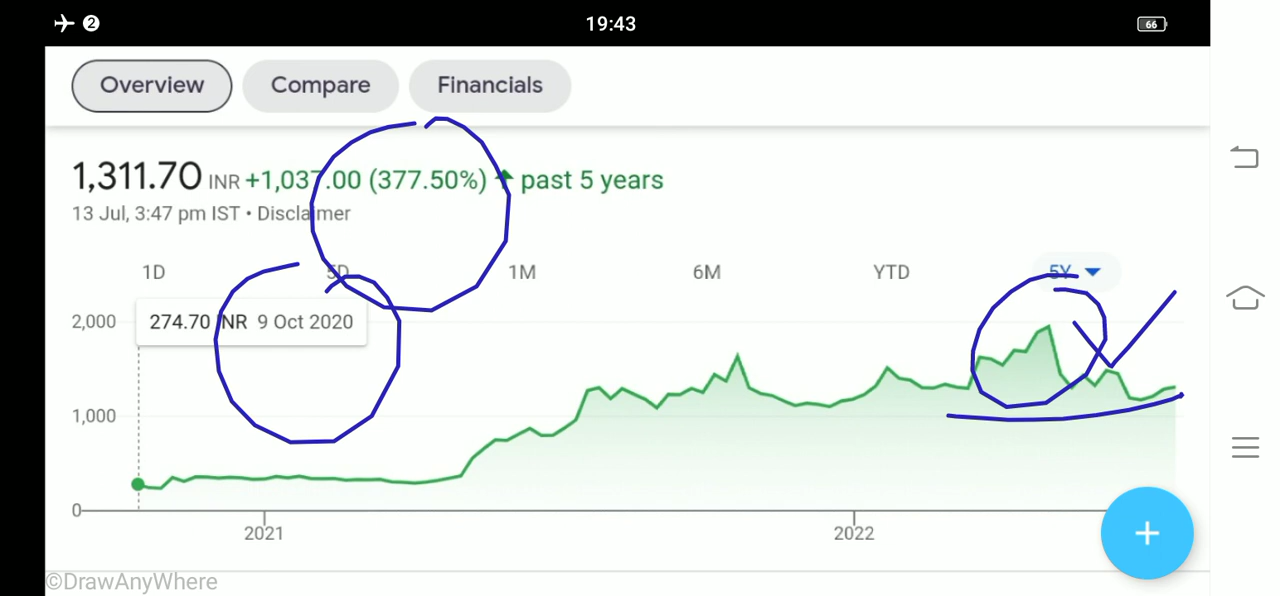 2 19:43 66
Overview Compare Financials
1,311.70 INR +1,037.00 (377.50%) ↑ past 5 years
13 Jul, 3:47 pm IST • Disclaimer
1D 5D 1M 6M YTD 5Y
274.70 INR 9 Oct 2020
2,000
1,000
0
2021 2022
+
©DrawAnyWhere